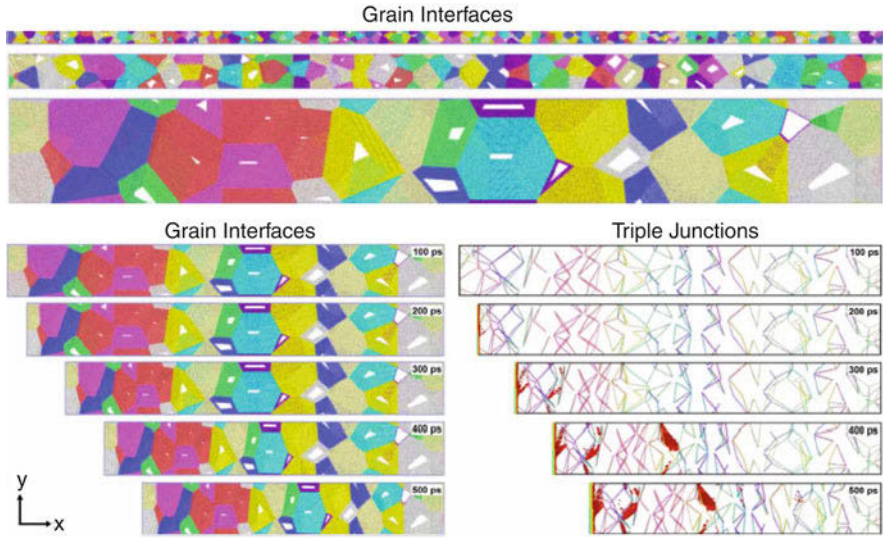 Grain Interfaces
Grain Interfaces
100 ps
200 ps
300 ps
400 ps
500 ps
Triple Junctions
100 ps
200 ps
300 ps
400 ps
500 ps
y
x